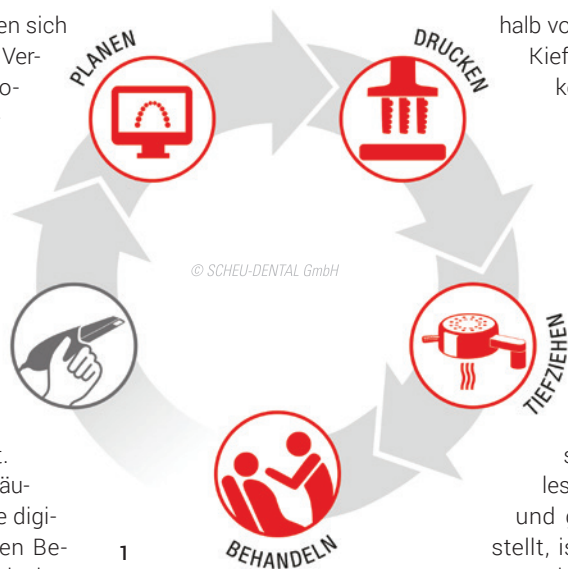 en sich
Ver-
o-
PLANEN
DRUCKEN
halb vo
Kief
ke
© SCHEU-DENTAL GmbH
TIEFZIEHEN
BEHANDELN
t.
äu-
e digi-
en Be-
1
s
les
und
stellt, is